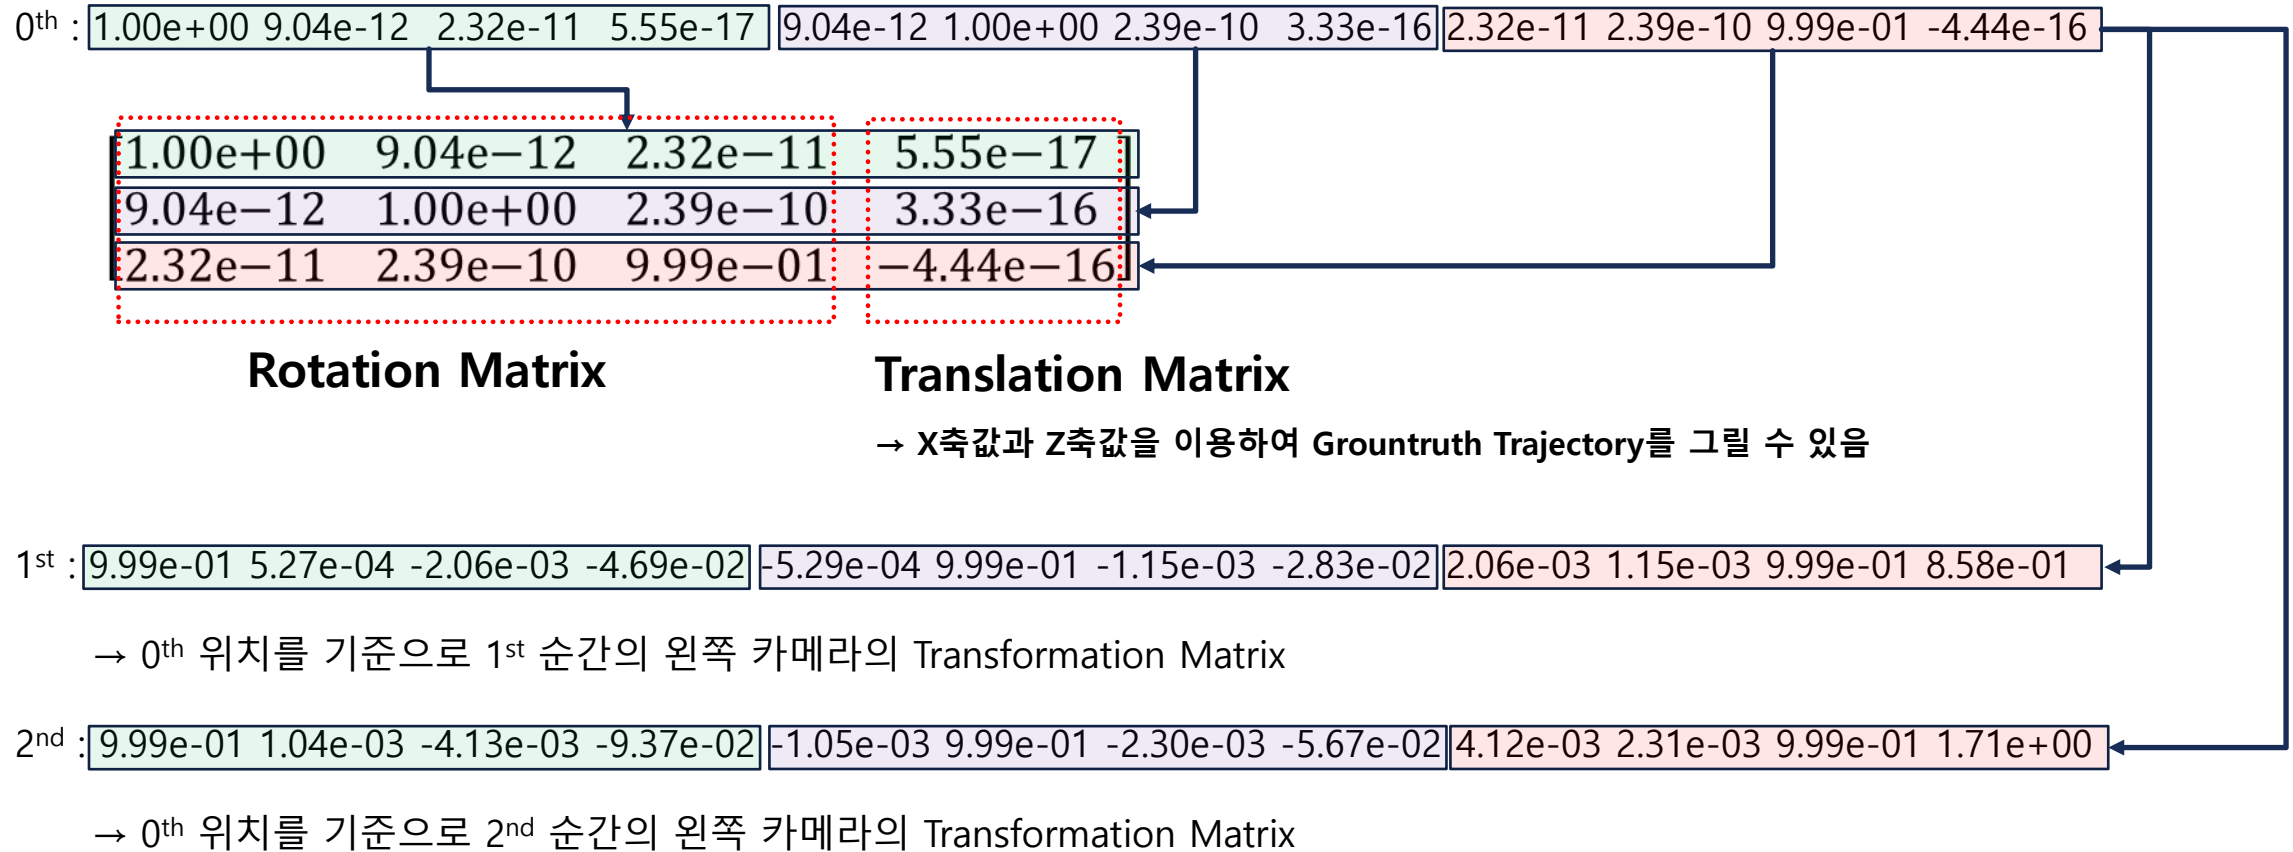 0th : 1.00e+00 9.04e-12 2.32e-11 5.55e-17 9.04e-12 1.00e+00 2.39e-10 3.33e-16 2.32e-11 2.39e-10 9.99e-01 -4.44e-16
1.00e+00 9.04e−12 2.32e−11 5.55e−17
9.04e−12 1.00e+00 2.39e−10 3.33e−16
2.32e−11 2.39e−10 9.99e−01 −4.44e−16
Rotation Matrix
Translation Matrix
→ X축값과 Z축값을 이용하여 Grountruth Trajectory를 그릴 수 있음
1st : 9.99e-01 5.27e-04 -2.06e-03 -4.69e-02 -5.29e-04 9.99e-01 -1.15e-03 -2.83e-02 2.06e-03 1.15e-03 9.99e-01 8.58e-01
→ 0th 위치를 기준으로 1st 순간의 왼쪽 카메라의 Transformation Matrix
2nd : 9.99e-01 1.04e-03 -4.13e-03 -9.37e-02 -1.05e-03 9.99e-01 -2.30e-03 -5.67e-02 4.12e-03 2.31e-03 9.99e-01 1.71e+00
→ 0th 위치를 기준으로 2nd 순간의 왼쪽 카메라의 Transformation Matrix